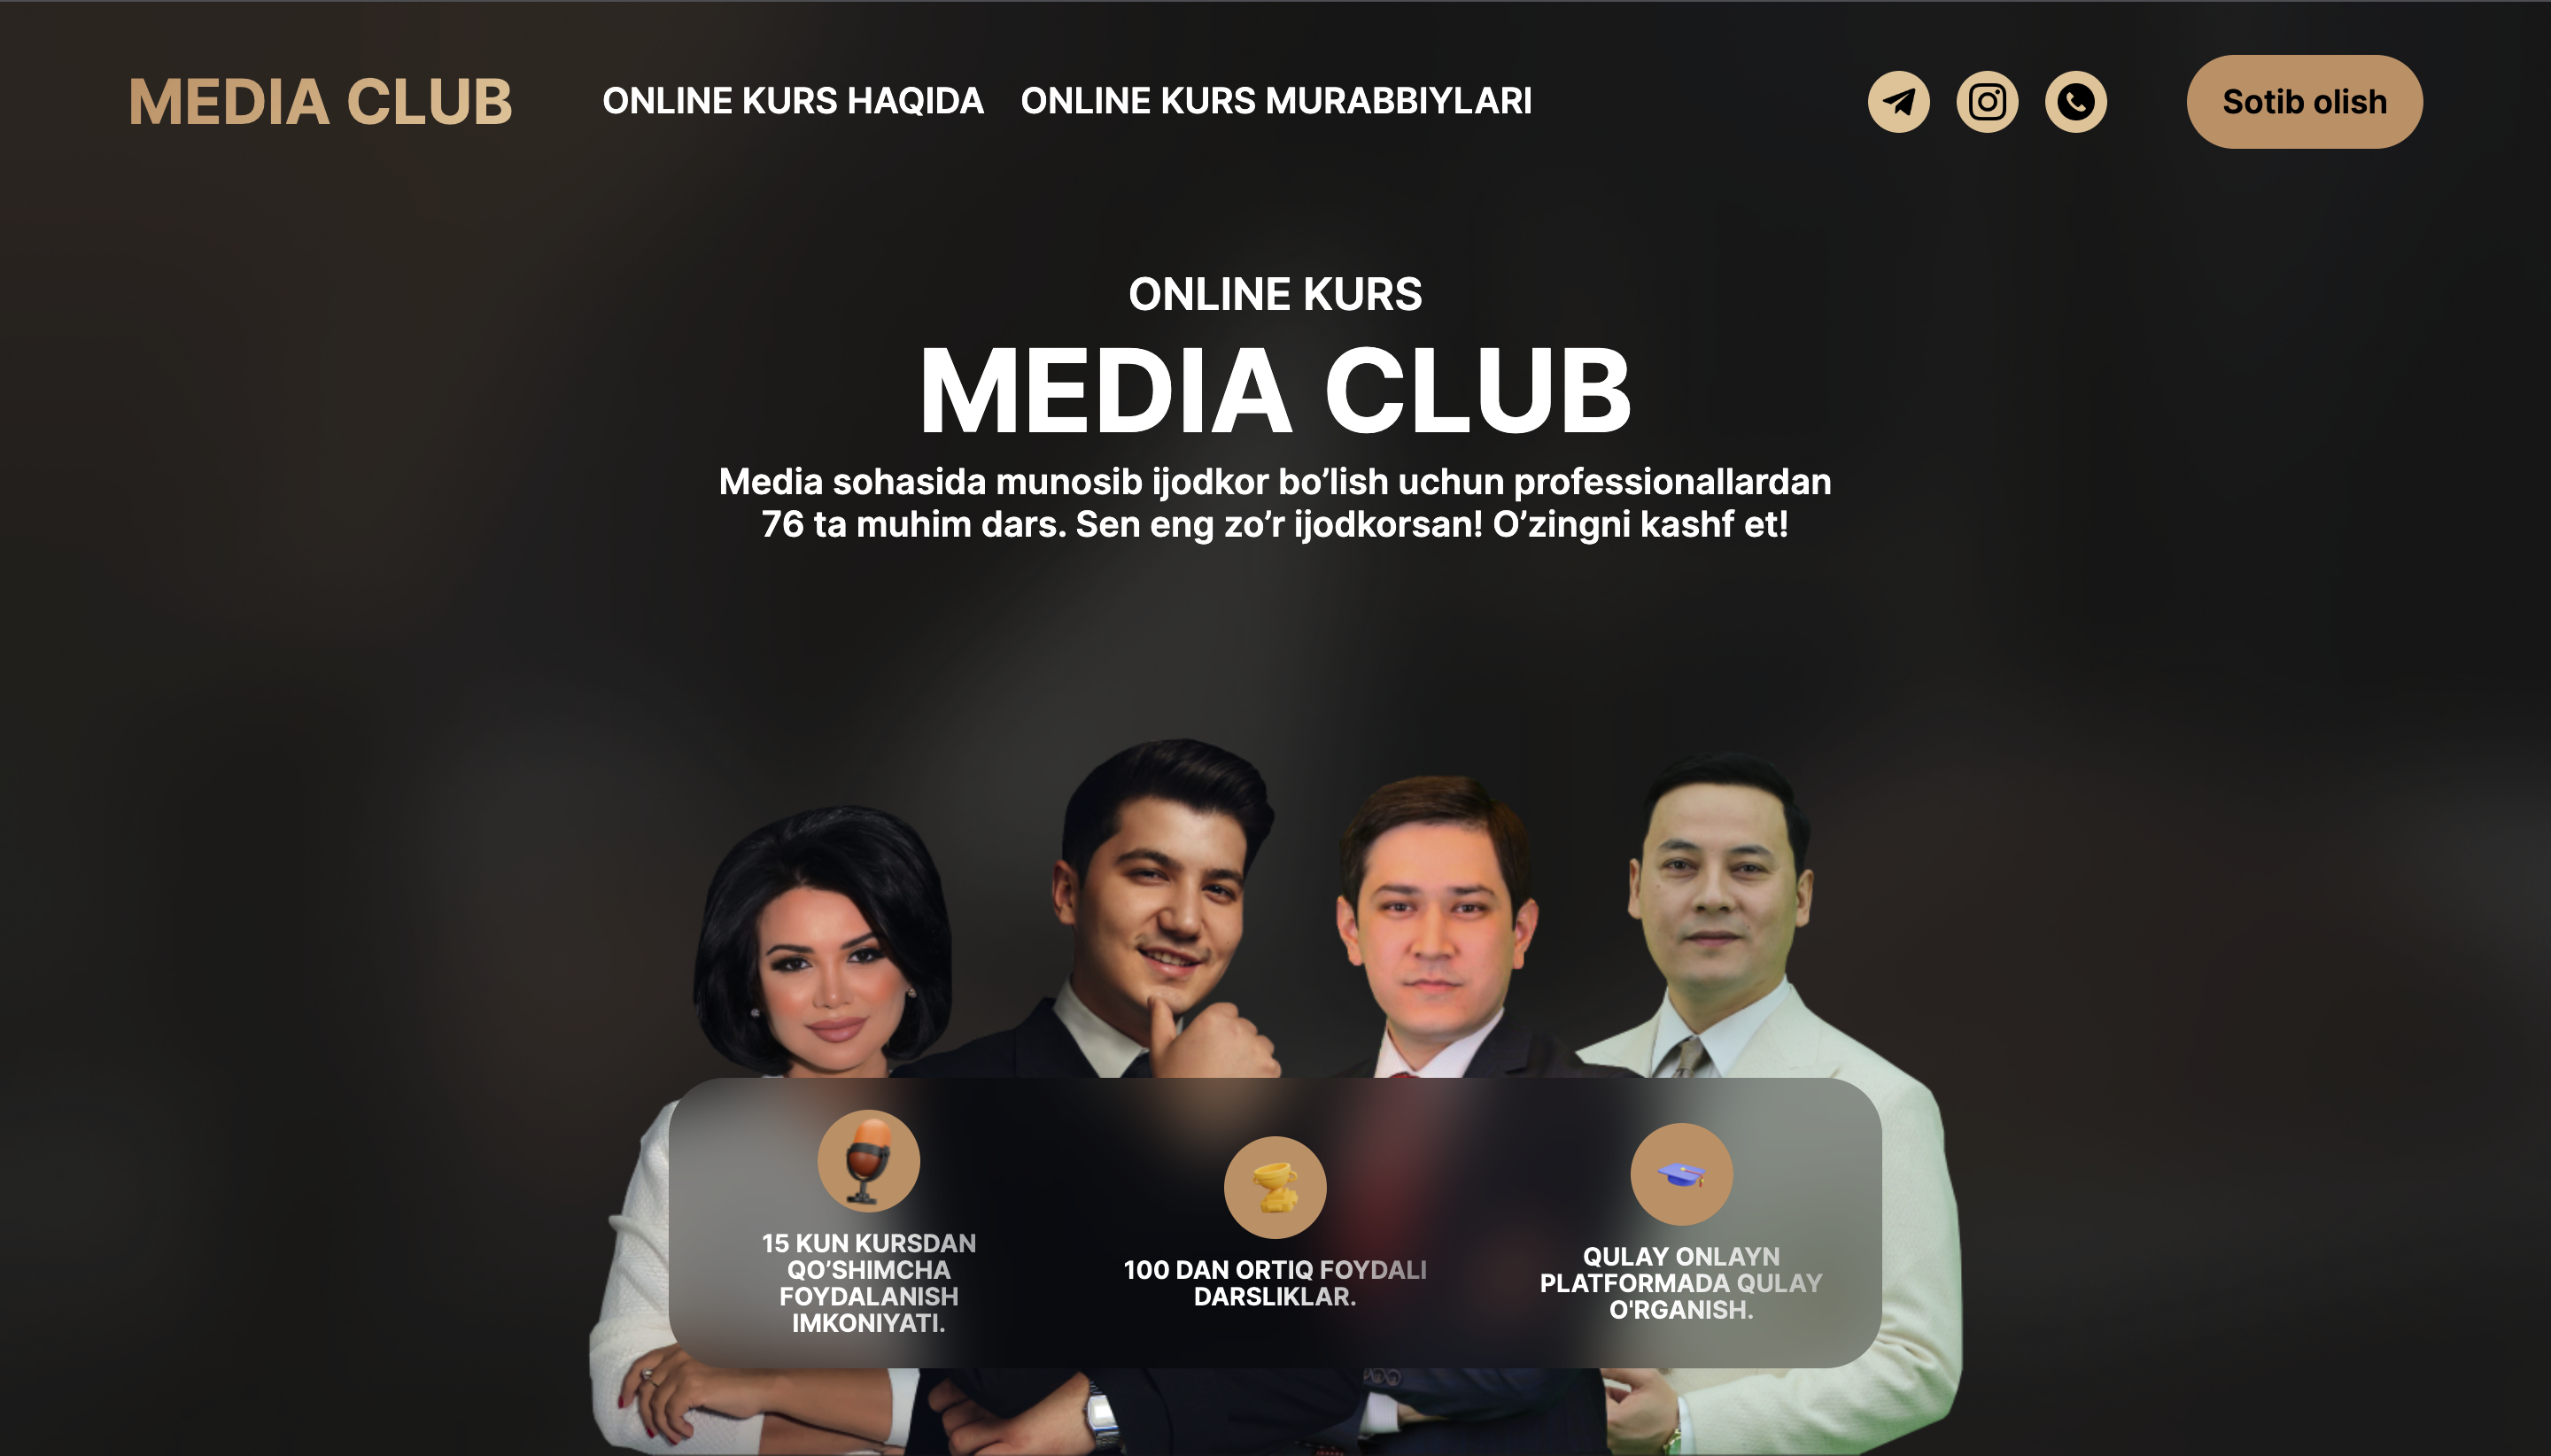 MEDIA CLUB
ONLINE KURS HAQIDA
ONLINE KURS MURABBIYLARI
Sotib olish
ONLINE KURS
MEDIA CLUB
Media sohasida munosib ijodkor bo’lish uchun professionallardan
76 ta muhim dars. Sen eng zo’r ijodkorsan! O’zingni kashf et!
15 KUN KURSDAN
QO’SHIMCHA
FOYDALANISH
IMKONIYATI.
100 DAN ORTIQ FOYDALI
DARSLIKLAR.
QULAY ONLAYN
PLATFORMADA QULAY
O'RGANISH.